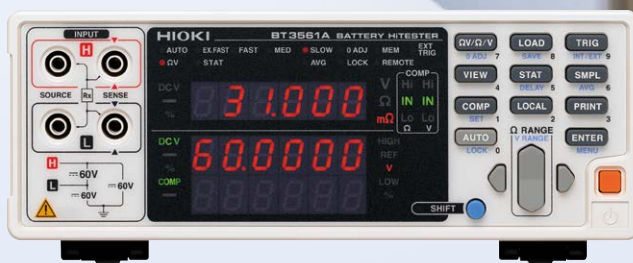 INPUT
H
SOURCE Rx SENSE
L
H
L
⎓ 60V
⎓ 60V
⎓ 60V
HIOKI BT3561A BATTERY HiTESTER
AUTO EX.FAST FAST MED SLOW 0 ADJ MEM EXT TRIG
ΩV STAT AVG LOCK REMOTE
DC V 31.000 V Ω mΩ
%
COMP
Hi Hi
IN IN
Lo Lo
Ω V
DC V 60.0000 HIGH
REF
% V
COMP LOW
%
SHIFT
ΩV/Ω/V LOAD TRIG
0 ADJ 7 SAVE 8 INT/EXT 9
VIEW STAT SMPL
4 DELAY 5 AVG 6
COMP LOCAL PRINT
SET 1 2 3
AUTO Ω RANGE ENTER
LOCK 0 V RANGE MENU